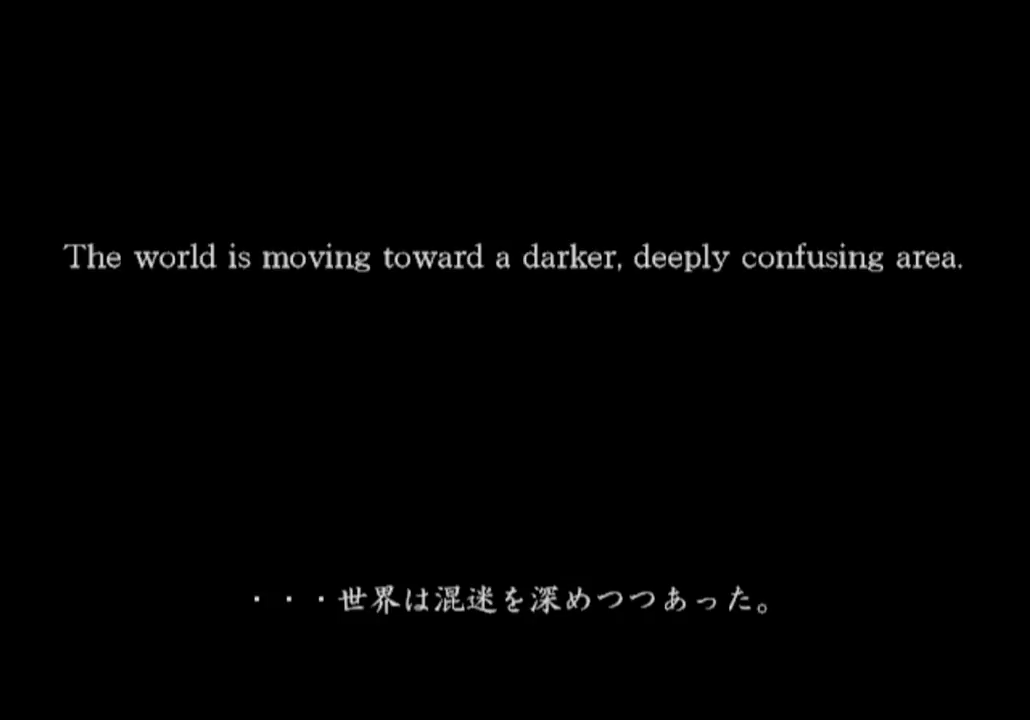 The world is moving toward a darker, deeply confusing area.
・・・世界は混迷を深めつつあった。